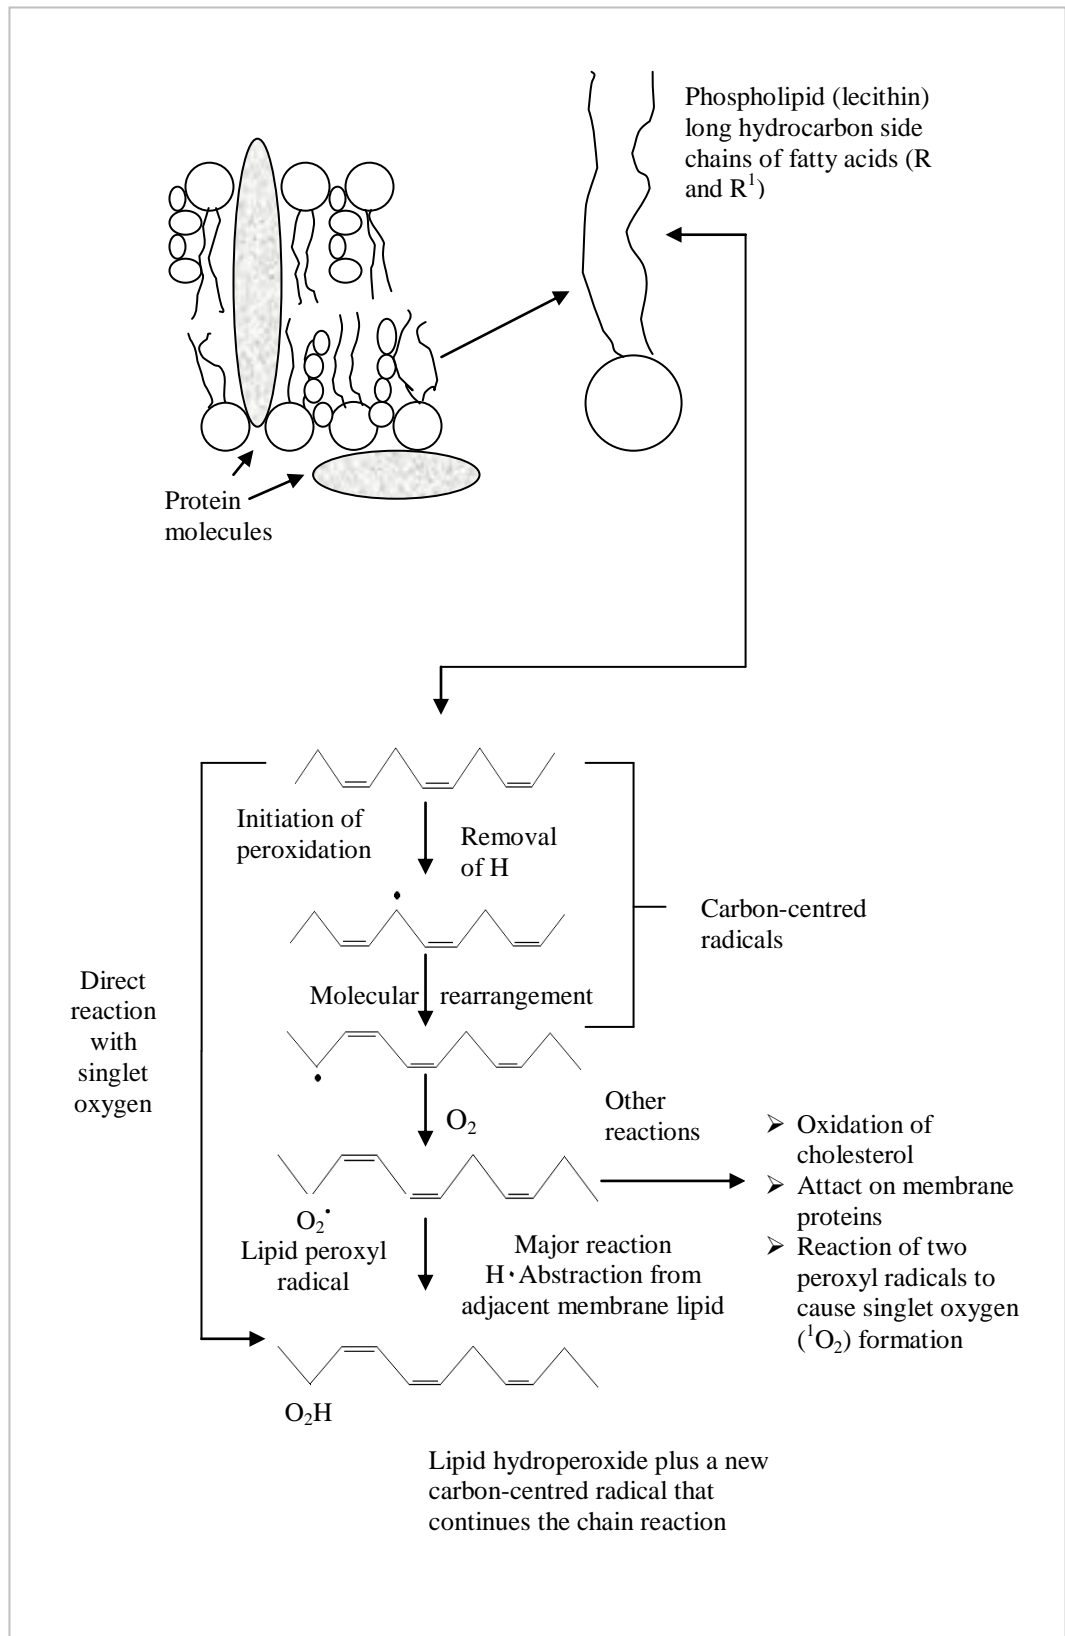 Phospholipid (lecithin)
long hydrocarbon side
chains of fatty acids (R
and R¹)
Protein
molecules
Initiation of
peroxidation
Removal
of H
Carbon-centred
radicals
Direct
reaction
with
singlet
oxygen
Molecular rearrangement
O₂
Other
reactions
➢ Oxidation of
cholesterol
➢ Attact on membrane
proteins
➢ Reaction of two
peroxyl radicals to
cause singlet oxygen
(¹O₂) formation
O₂•
Lipid peroxyl
radical
Major reaction
H•Abstraction from
adjacent membrane lipid
O₂H
Lipid hydroperoxide plus a new
carbon-centred radical that
continues the chain reaction